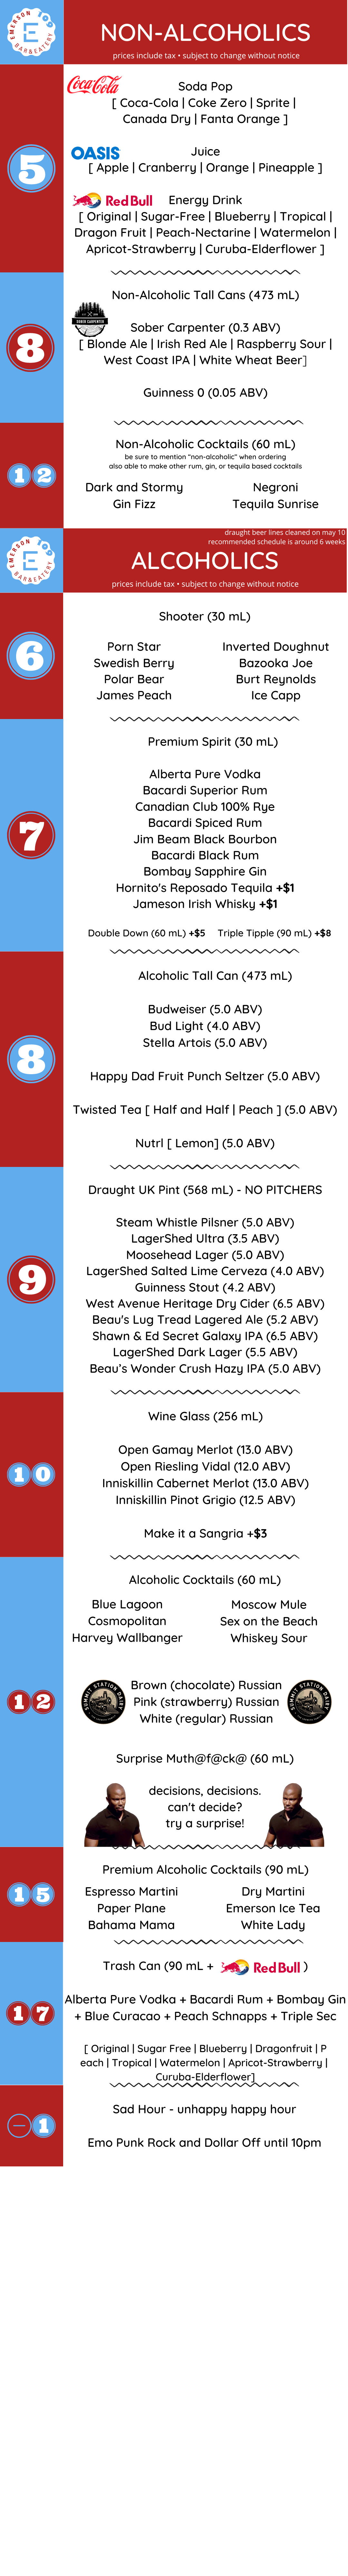 EMERSON
E
BAR&EATERY
NON-ALCOHOLICS
prices include tax • subject to change without notice
5
Coca-Cola
Soda Pop
[ Coca-Cola | Coke Zero | Sprite |
Canada Dry | Fanta Orange ]
OASIS
Juice
[ Apple | Cranberry | Orange | Pineapple ]
Red Bull
Energy Drink
[ Original | Sugar-Free | Blueberry | Tropical |
Dragon Fruit | Peach-Nectarine | Watermelon |
Apricot-Strawberry | Curuba-Elderflower ]
8
Non-Alcoholic Tall Cans (473 mL)
SOBER CARPENTER
Sober Carpenter (0.3 ABV)
[ Blonde Ale | Irish Red Ale | Raspberry Sour |
West Coast IPA | White Wheat Beer]
Guinness 0 (0.05 ABV)
12
Non-Alcoholic Cocktails (60 mL)
be sure to mention "non-alcoholic" when ordering
also able to make other rum, gin, or tequila based cocktails
Dark and Stormy
Negroni
Gin Fizz
Tequila Sunrise
draught beer lines cleaned on may 10
recommended schedule is around 6 weeks
EMERSON
E
BAR&EATERY
ALCOHOLICS
prices include tax • subject to change without notice
6
Shooter (30 mL)
Porn Star
Inverted Doughnut
Swedish Berry
Bazooka Joe
Polar Bear
Burt Reynolds
James Peach
Ice Capp
7
Premium Spirit (30 mL)
Alberta Pure Vodka
Bacardi Superior Rum
Canadian Club 100% Rye
Bacardi Spiced Rum
Jim Beam Black Bourbon
Bacardi Black Rum
Bombay Sapphire Gin
Hornito's Reposado Tequila +$1
Jameson Irish Whisky +$1
Double Down (60 mL) +$5 Triple Tipple (90 mL) +$8
8
Alcoholic Tall Can (473 mL)
Budweiser (5.0 ABV)
Bud Light (4.0 ABV)
Stella Artois (5.0 ABV)
Happy Dad Fruit Punch Seltzer (5.0 ABV)
Twisted Tea [ Half and Half | Peach ] (5.0 ABV)
Nutrl [ Lemon] (5.0 ABV)
9
Draught UK Pint (568 mL) - NO PITCHERS
Steam Whistle Pilsner (5.0 ABV)
LagerShed Ultra (3.5 ABV)
Moosehead Lager (5.0 ABV)
LagerShed Salted Lime Cerveza (4.0 ABV)
Guinness Stout (4.2 ABV)
West Avenue Heritage Dry Cider (6.5 ABV)
Beau's Lug Tread Lagered Ale (5.2 ABV)
Shawn & Ed Secret Galaxy IPA (6.5 ABV)
LagerShed Dark Lager (5.5 ABV)
Beau’s Wonder Crush Hazy IPA (5.0 ABV)
10
Wine Glass (256 mL)
Open Gamay Merlot (13.0 ABV)
Open Riesling Vidal (12.0 ABV)
Inniskillin Cabernet Merlot (13.0 ABV)
Inniskillin Pinot Grigio (12.5 ABV)
Make it a Sangria +$3
12
Alcoholic Cocktails (60 mL)
Blue Lagoon
Moscow Mule
Cosmopolitan
Sex on the Beach
Harvey Wallbanger
Whiskey Sour
SUMMIT STATION DAIRY
Brown (chocolate) Russian
Pink (strawberry) Russian
White (regular) Russian
SUMMIT STATION DAIRY
Surprise Muth@f@ck@ (60 mL)
decisions, decisions.
can't decide?
try a surprise!
15
Premium Alcoholic Cocktails (90 mL)
Espresso Martini
Dry Martini
Paper Plane
Emerson Ice Tea
Bahama Mama
White Lady
17
Trash Can (90 mL + Red Bull )
Alberta Pure Vodka + Bacardi Rum + Bombay Gin
+ Blue Curacao + Peach Schnapps + Triple Sec
[ Original | Sugar Free | Blueberry | Dragonfruit | P
each | Tropical | Watermelon | Apricot-Strawberry |
Curuba-Elderflower]
—1
Sad Hour - unhappy happy hour
Emo Punk Rock and Dollar Off until 10pm